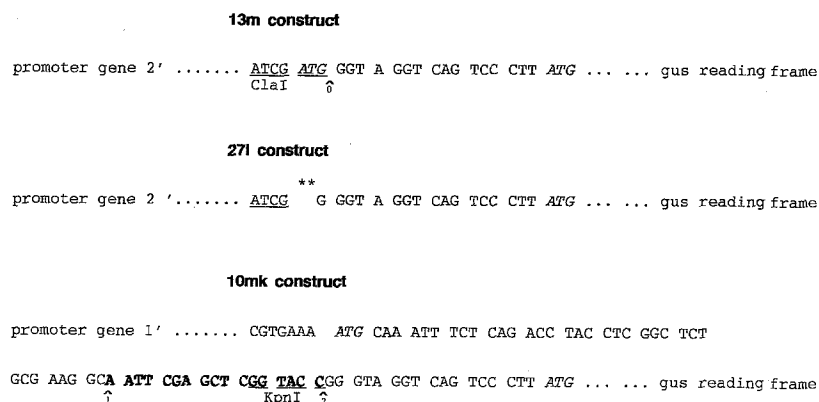 13m construct
promoter gene 2' ....... ATCG ATG GGT A GGT CAG TCC CTT ATG ... ... gus reading frame
ClaI 0
27l construct
**
promoter gene 2 '....... ATCG G GGT A GGT CAG TCC CTT ATG ... ... gus reading frame
10mk construct
promoter gene 1' ....... CGTGAAA ATG CAA ATT TCT CAG ACC TAC CTC GGC TCT
GCG AAG GCA ATT CGA GCT CGG TAC CGG GTA GGT CAG TCC CTT ATG ... ... gus reading frame
1 KpnI 2